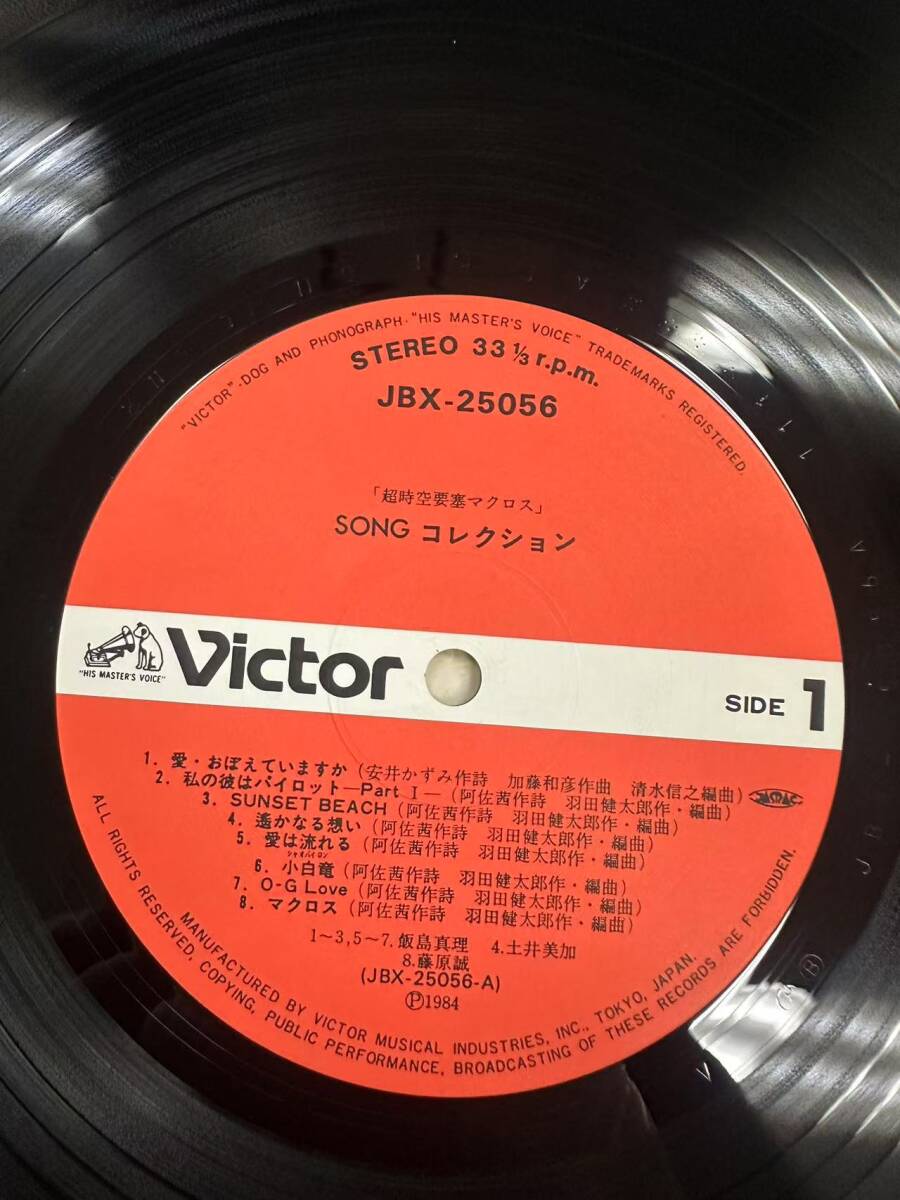 "VICTOR"-DOG AND PHONOGRAPH·"HIS MASTER'S VOICE" TRADEMARKS REGISTERED.
STEREO 33 1/3 r.p.m.
JBX-25056
「超時空要塞マクロス」
SONG コレクション
"HIS MASTER'S VOICE"
Victor
SIDE 1
1. 愛・おぼえていますか (安井かずみ作詩 加藤和彦作曲 清水信之編曲)
2. 私の彼はパイロット—Part I— (阿佐茜作詩 羽田健太郎作・編曲)
3. SUNSET BEACH (阿佐茜作詩 羽田健太郎作・編曲)
4. 遙かなる想い (阿佐茜作詩 羽田健太郎作・編曲)
5. 愛は流れる (阿佐茜作詩 羽田健太郎作・編曲)
シャオパイロン
6. 小白竜 (阿佐茜作詩 羽田健太郎作・編曲)
7. O-G Love (阿佐茜作詩 羽田健太郎作・編曲)
8. マクロス (阿佐茜作詩 羽田健太郎作・編曲)
JASRAC
1~3,5~7.飯島真理 4.土井美加
8.藤原誠
(JBX-25056-A)
Ⓟ1984
MANUFACTURED BY VICTOR MUSICAL INDUSTRIES, INC., TOKYO, JAPAN.
ALL RIGHTS RESERVED, COPYING, PUBLIC PERFORMANCE, BROADCASTING OF THESE RECORDS ARE FORBIDDEN.